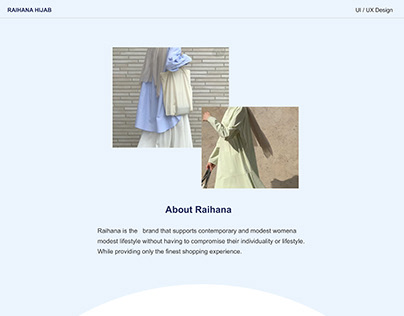 RAIHANA HIJAB
UI / UX Design
About Raihana
Raihana is the brand that supports contemporary and modest womena
modest lifestyle without having to compromise their individuality or lifestyle.
While providing only the finest shopping experience.